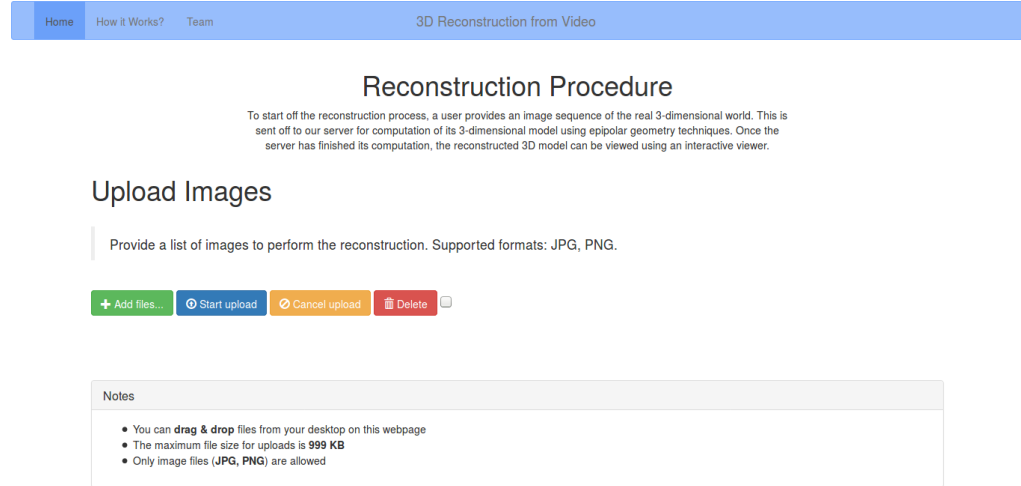 Home How it Works? Team 3D Reconstruction from Video
Reconstruction Procedure
To start off the reconstruction process, a user provides an image sequence of the real 3-dimensional world. This is
sent off to our server for computation of its 3-dimensional model using epipolar geometry techniques. Once the
server has finished its computation, the reconstructed 3D model can be viewed using an interactive viewer.
Upload Images
Provide a list of images to perform the reconstruction. Supported formats: JPG, PNG.
Add files... Start upload Cancel upload Delete
Notes
You can drag & drop files from your desktop on this webpage
The maximum file size for uploads is 999 KB
Only image files (JPG, PNG) are allowed